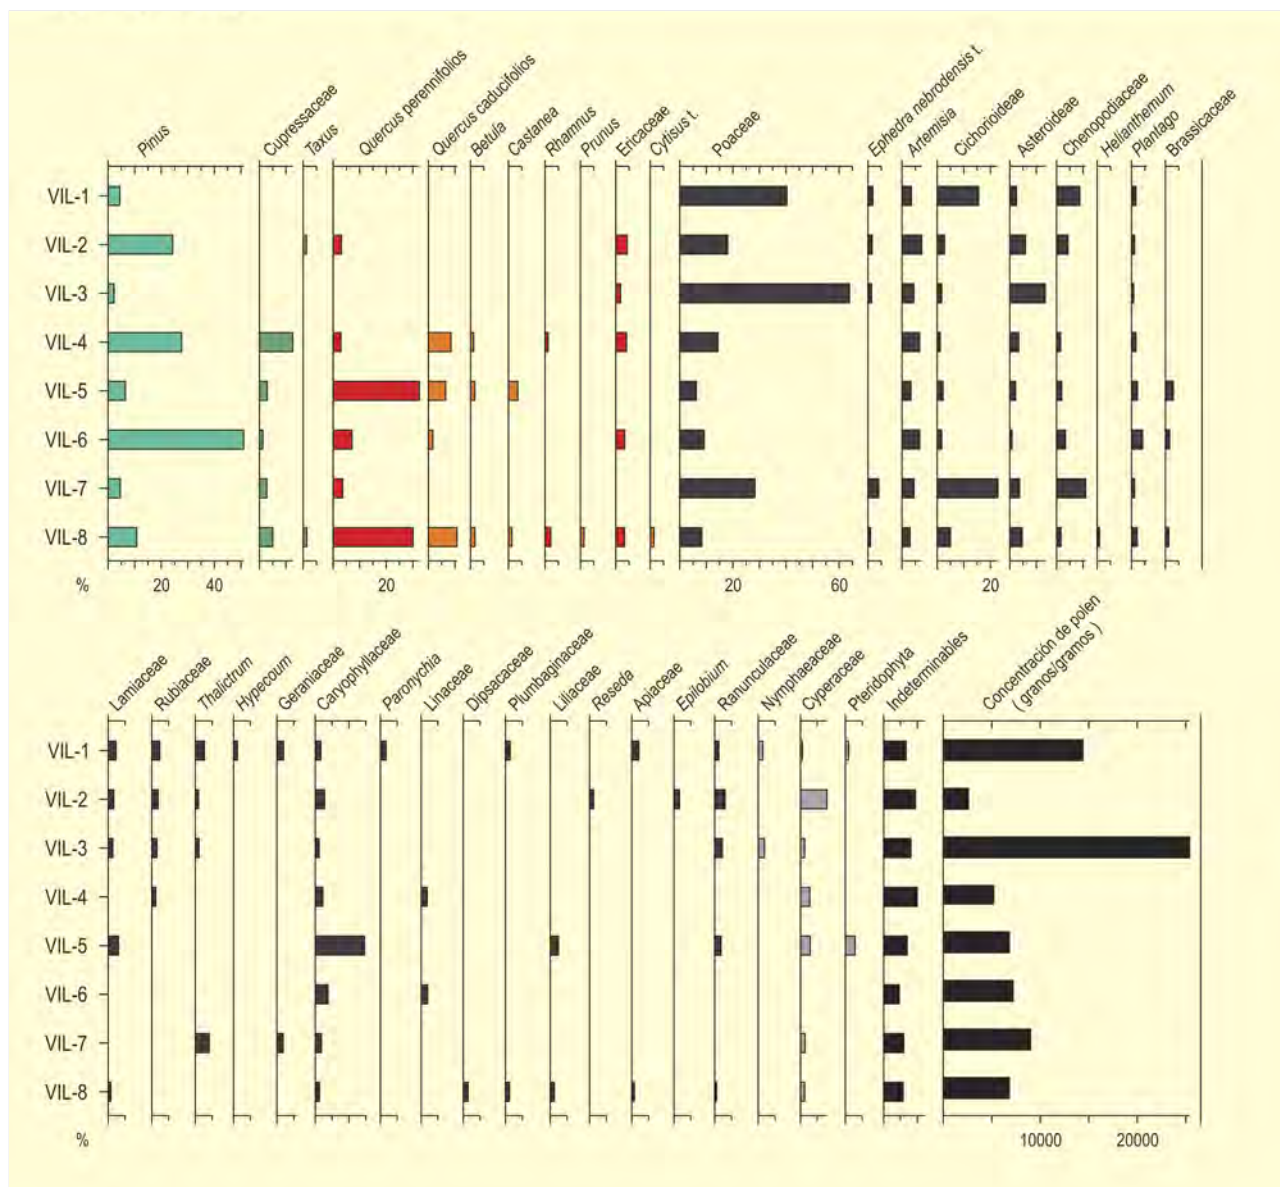 Pinus
Cupressaceae
Taxus
Quercus perennifolios
Quercus caducifolios
Betula
Castanea
Rhamnus
Prunus
Ericaceae
Cytisus t.
Poaceae
Ephedra nebrodensis t.
Artemisia
Cichorioideae
Asteroideae
Chenopodiaceae
Helianthemum
Plantago
Brassicaceae
VIL-1
VIL-2
VIL-3
VIL-4
VIL-5
VIL-6
VIL-7
VIL-8
% 20 40 20 20 60 20
Lamiaceae
Rubiaceae
Thalictrum
Hypecoum
Geraniaceae
Caryophyllaceae
Paronychia
Linaceae
Dipsacaceae
Plumbaginaceae
Liliaceae
Reseda
Apiaceae
Epilobium
Ranunculaceae
Nymphaeaceae
Cyperaceae
Pteridophyta
Indeterminables
Concentración de polen
( granos/gramos )
VIL-1
VIL-2
VIL-3
VIL-4
VIL-5
VIL-6
VIL-7
VIL-8
% 10000 20000